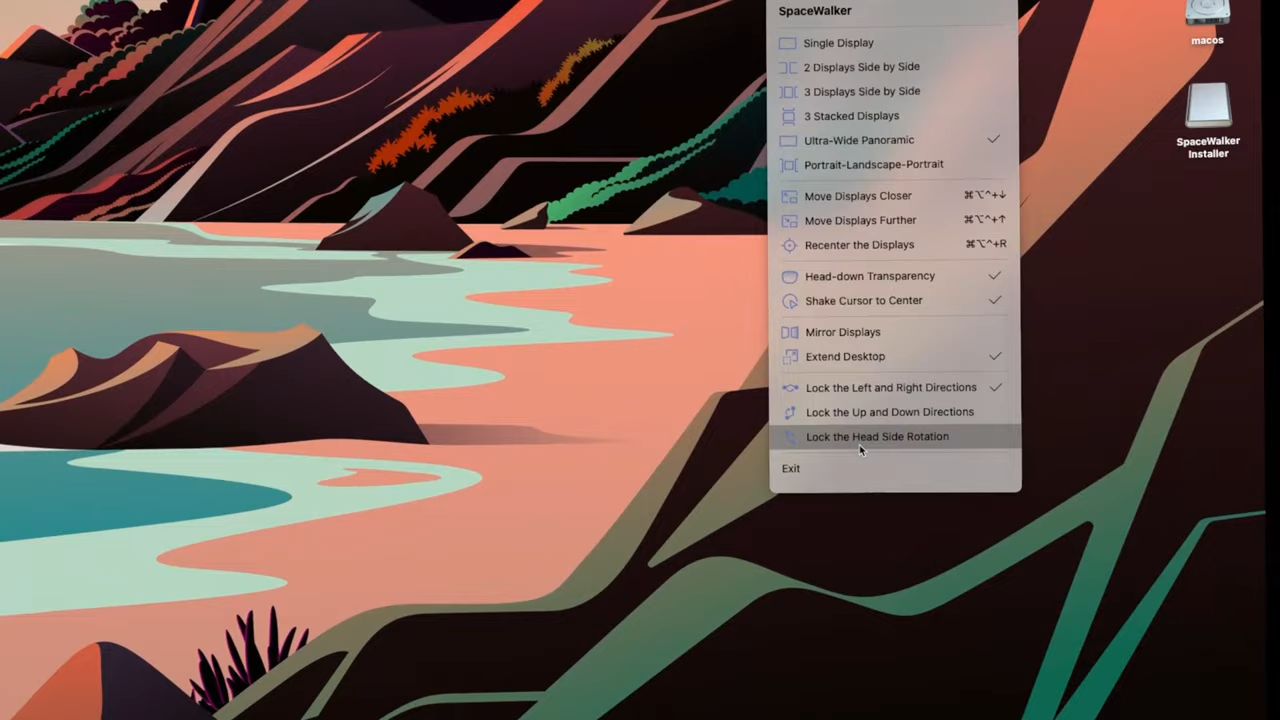 SpaceWalker
Single Display
2 Displays Side by Side
3 Displays Side by Side
3 Stacked Displays
Ultra-Wide Panoramic
Portrait-Landscape-Portrait
Move Displays Closer ⌘⌥^+↓
Move Displays Further ⌘⌥^+↑
Recenter the Displays ⌘⌥^+R
Head-down Transparency
Shake Cursor to Center
Mirror Displays
Extend Desktop
Lock the Left and Right Directions
Lock the Up and Down Directions
Lock the Head Side Rotation
Exit
macos
SpaceWalker
Installer